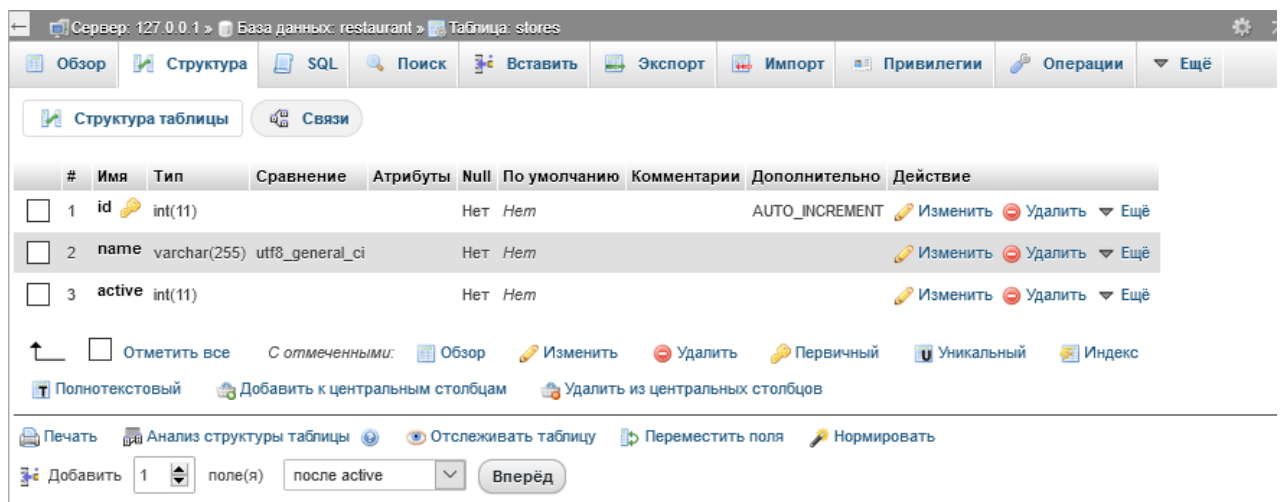 Сервер: 127.0.0.1 » База данных: restaurant » Таблица: stores
Обзор Структура SQL Поиск Вставить Экспорт Импорт Привилегии Операции Ещё
Структура таблицы Связи
# Имя Тип Сравнение Атрибуты Null По умолчанию Комментарии Дополнительно Действие
1 id int(11) Нет Нет AUTO_INCREMENT Изменить Удалить Ещё
2 name varchar(255) utf8_general_ci Нет Нет Изменить Удалить Ещё
3 active int(11) Нет Нет Изменить Удалить Ещё
Отметить все С отмеченными: Обзор Изменить Удалить Первичный Уникальный Индекс
Полнотекстовый Добавить к центральным столбцам Удалить из центральных столбцов
Печать Анализ структуры таблицы Отслеживать таблицу Переместить поля Нормировать
Добавить 1 поле(я) после active Вперёд